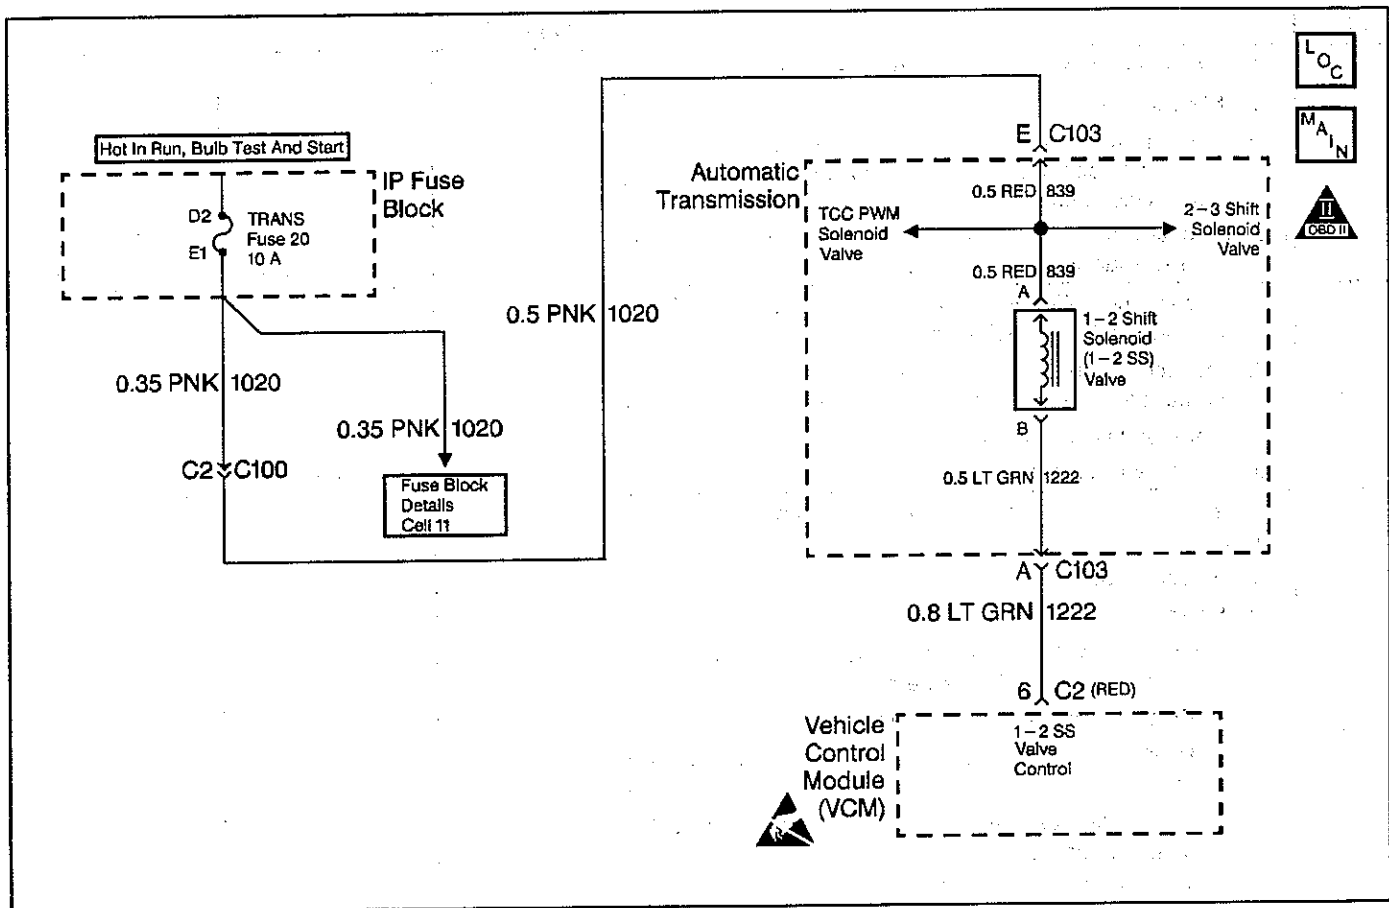 LOC
MAIN
II
OBD II
Hot In Run, Bulb Test And Start
IP Fuse
Block
D2
E1
TRANS
Fuse 20
10 A
0.35 PNK 1020
0.35 PNK 1020
C2 C100
Fuse Block
Details
Cell 11
0.5 PNK 1020
E C103
Automatic
Transmission
0.5 RED 839
TCC PWM
Solenoid
Valve
2-3 Shift
Solenoid
Valve
0.5 RED 839
A
1-2 Shift
Solenoid
(1-2 SS)
Valve
B
0.5 LT GRN 1222
A C103
0.8 LT GRN 1222
6 C2 (RED)
Vehicle
Control
Module
(VCM)
1-2 SS
Valve
Control